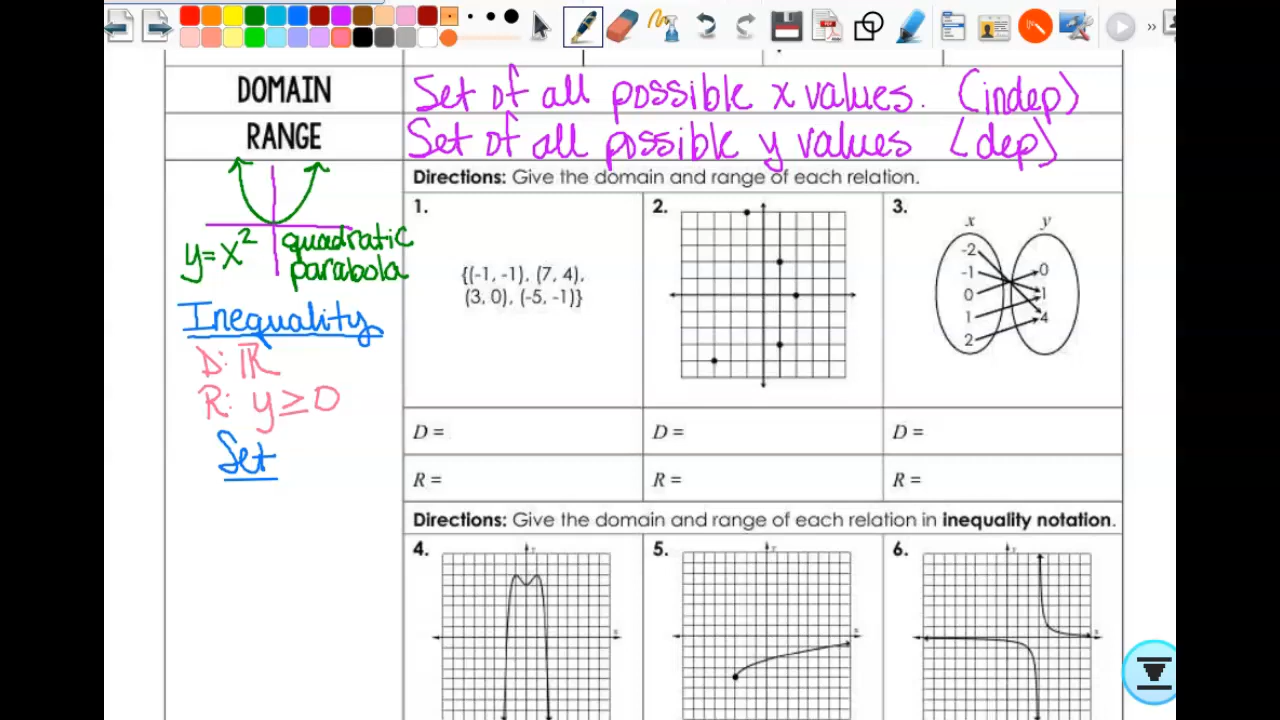 DOMAIN
Set of all possible x values. (indep)
RANGE
Set of all possible y values (dep)
Directions: Give the domain and range of each relation.
y=x²
quadratic
parabola
Inequality
D: ℝ
R: y≥0
Set
1.
{(-1, -1), (7, 4),
(3, 0), (-5, -1)}
2.
3.
x y
-2
-1
0
1
2
0
1
4
D =
D =
D =
R =
R =
R =
Directions: Give the domain and range of each relation in inequality notation.
4.
y
x
5.
y
x
6.
y
x